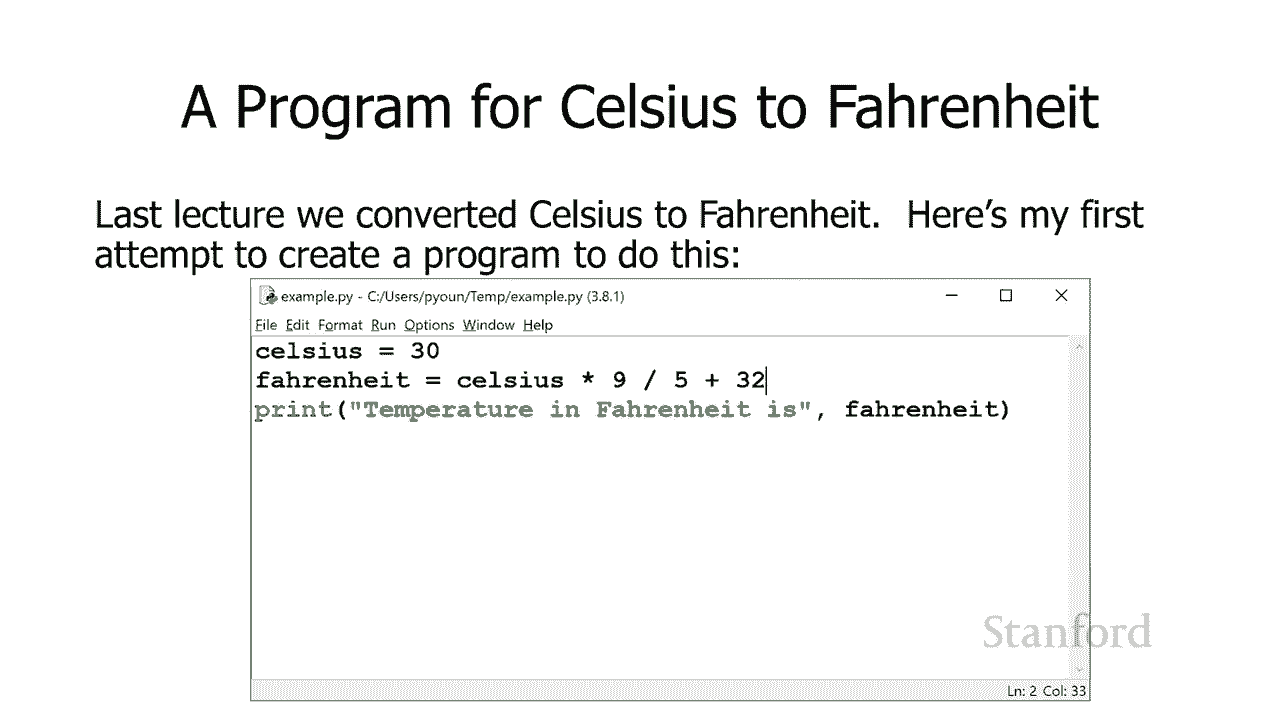 A Program for Celsius to Fahrenheit
Last lecture we converted Celsius to Fahrenheit.  Here’s my first
attempt to create a program to do this:
example.py - C:/Users/pyoun/Temp/example.py (3.8.1)
File Edit Format Run Options Window Help
celsius = 30
fahrenheit = celsius * 9 / 5 + 32
print("Temperature in Fahrenheit is", fahrenheit)
Stanford
Ln: 2 Col: 33